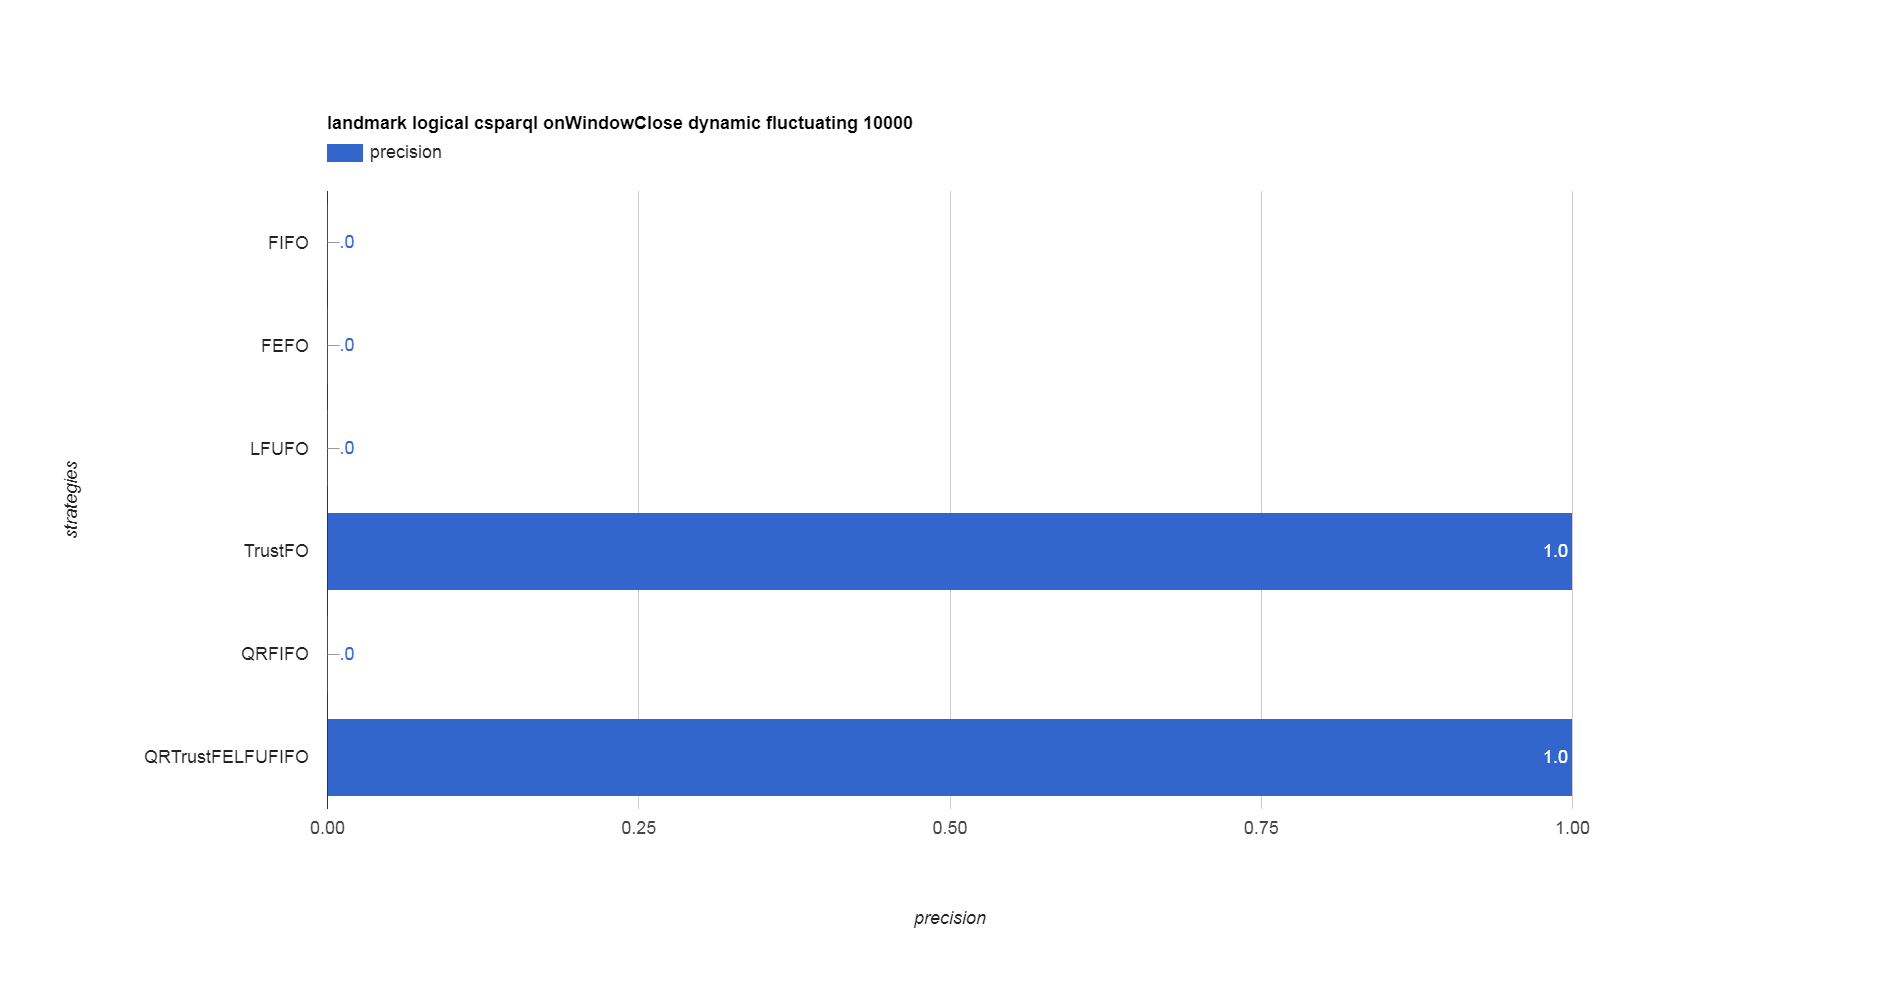 landmark logical csparql onWindowClose dynamic fluctuating 10000
precision
FIFO .0
FEFO .0
LFUFO .0
strategies
TrustFO 1.0
QRFIFO .0
QRTrustFELFUFIFO 1.0
0.00 0.25 0.50 0.75 1.00
precision